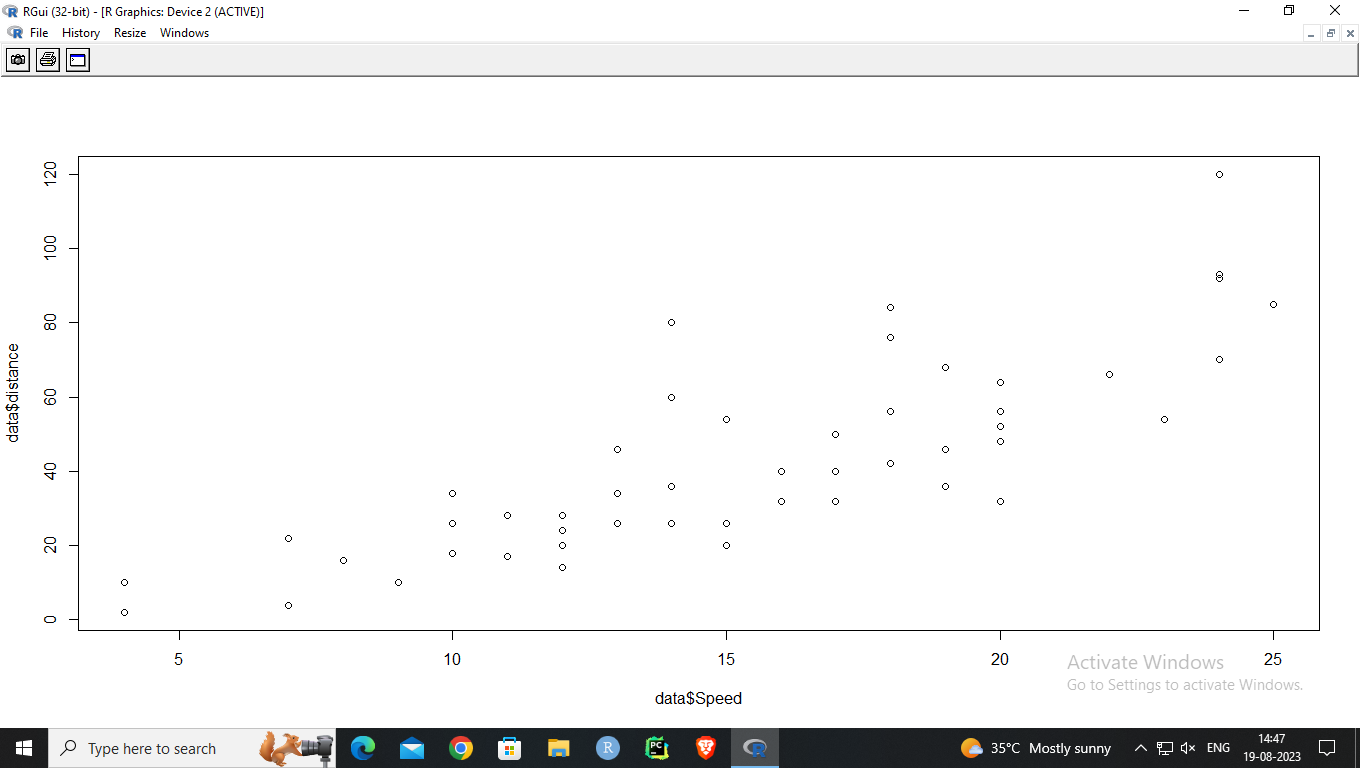 RGui (32-bit) - [R Graphics: Device 2 (ACTIVE)]
File History Resize Windows
120
100
80
60
40
20
0
data$distance
5 10 15 20 25
data$Speed
Activate Windows
Go to Settings to activate Windows.
Type here to search
R
PC
R
35°C Mostly sunny
ENG
14:47
19-08-2023